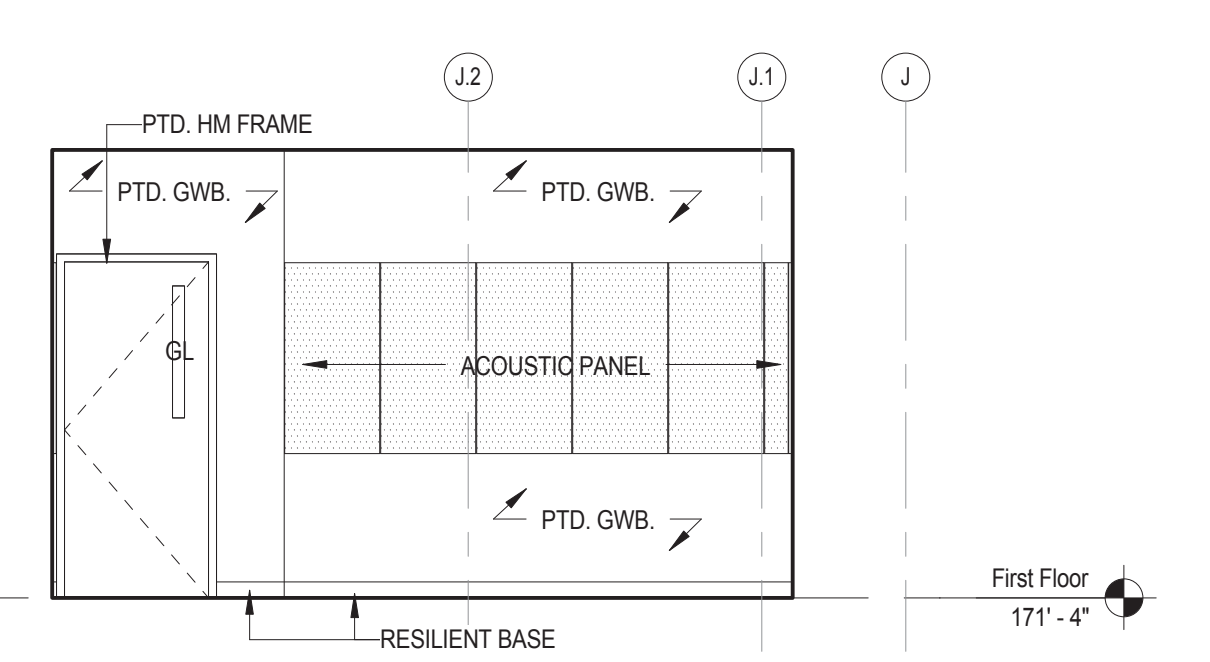 J.2
J.1
J
PTD. HM FRAME
PTD. GWB.
PTD. GWB.
GL
ACOUSTIC PANEL
PTD. GWB.
First Floor
171' - 4"
RESILIENT BASE